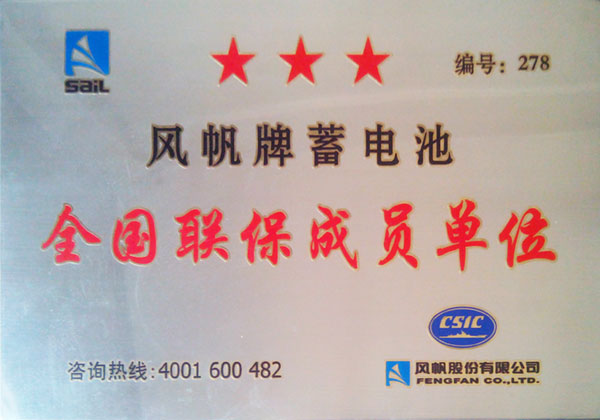 SAIL
编号：278
风帆牌蓄电池
全国联保成员单位
CSIC
咨询热线：4001 600 482
风帆股份有限公司
FENGFAN CO.,LTD.